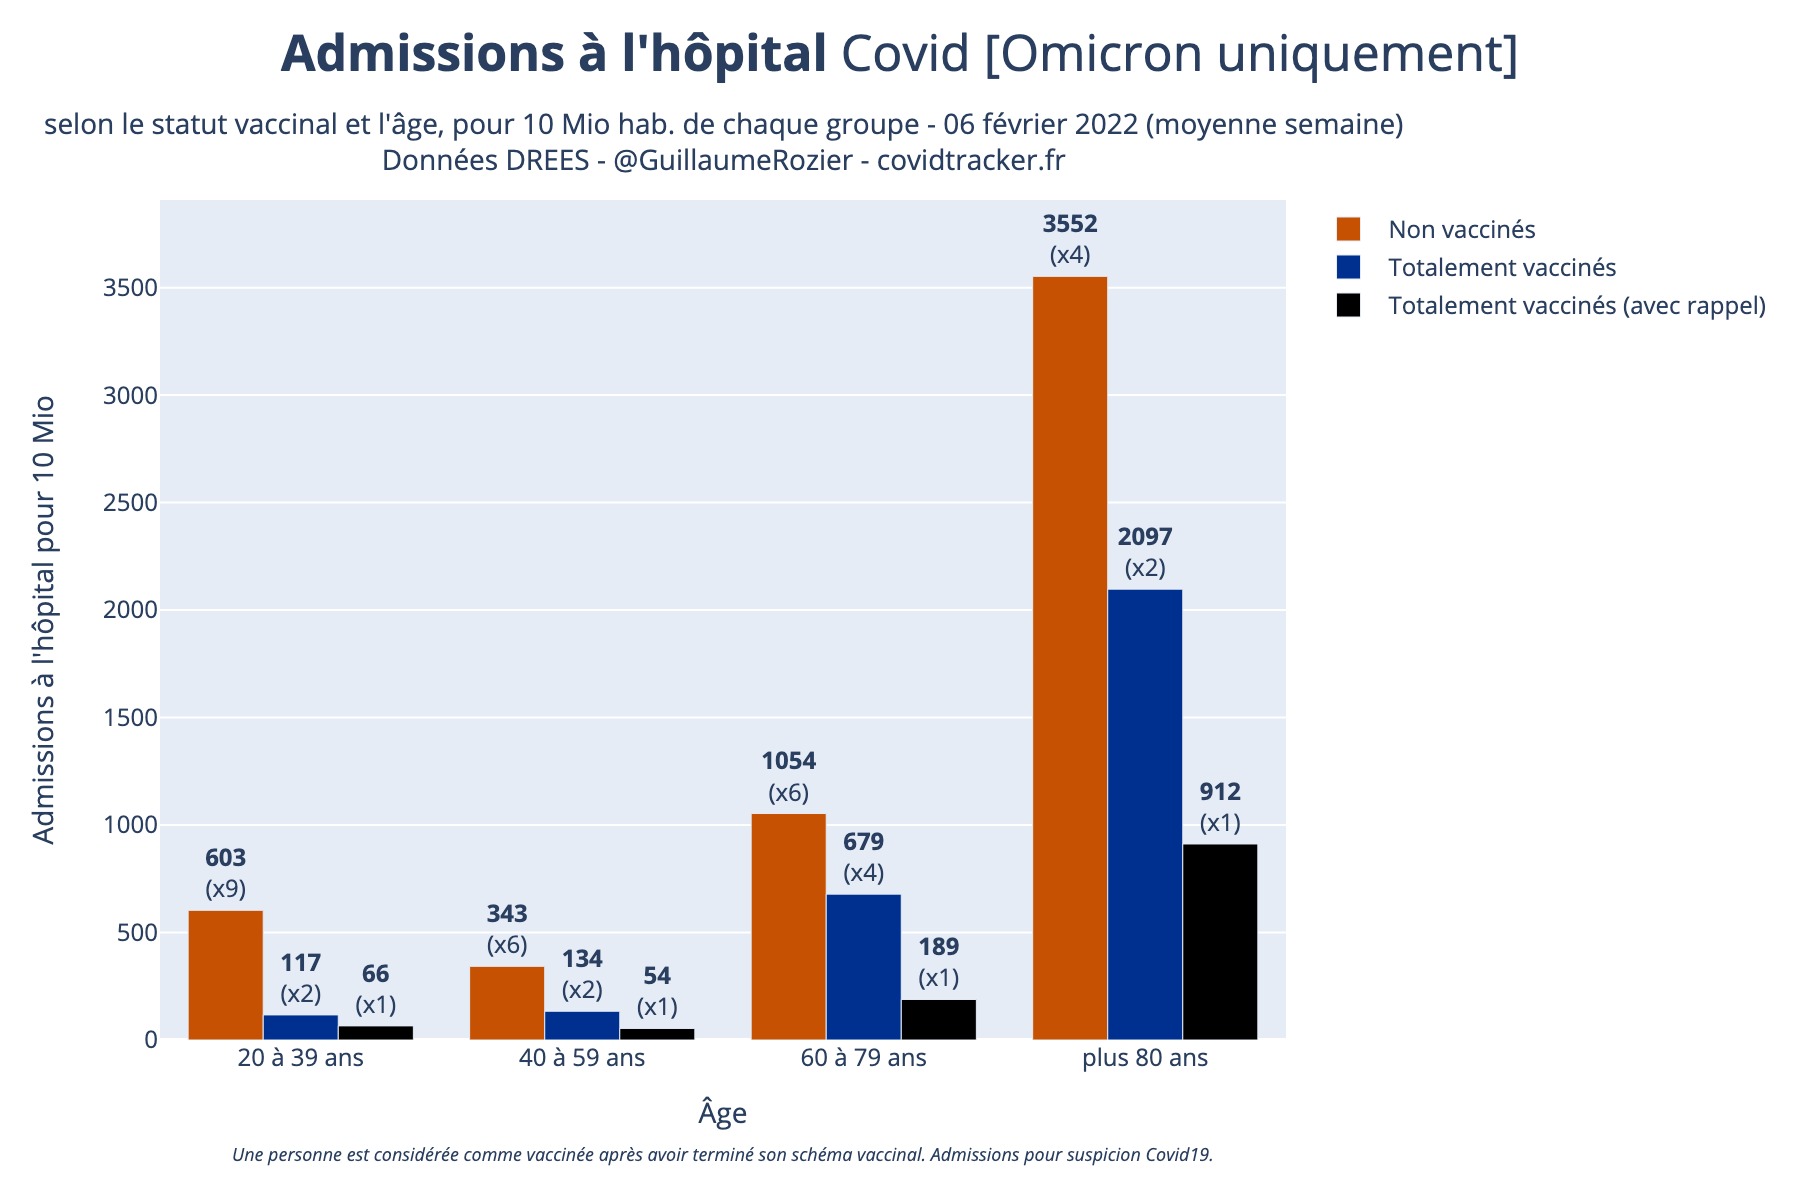 Admissions à l'hôpital Covid [Omicron uniquement]
selon le statut vaccinal et l'âge, pour 10 Mio hab. de chaque groupe - 06 février 2022 (moyenne semaine)
Données DREES - @GuillaumeRozier - covidtracker.fr
Non vaccinés
Totalement vaccinés
Totalement vaccinés (avec rappel)
Admissions à l'hôpital pour 10 Mio
3500
3000
2500
2000
1500
1000
500
0
603
(x9)
117
(x2)
66
(x1)
343
(x6)
134
(x2)
54
(x1)
1054
(x6)
679
(x4)
189
(x1)
3552
(x4)
2097
(x2)
912
(x1)
20 à 39 ans
40 à 59 ans
60 à 79 ans
plus 80 ans
Âge
Une personne est considérée comme vaccinée après avoir terminé son schéma vaccinal. Admissions pour suspicion Covid19.